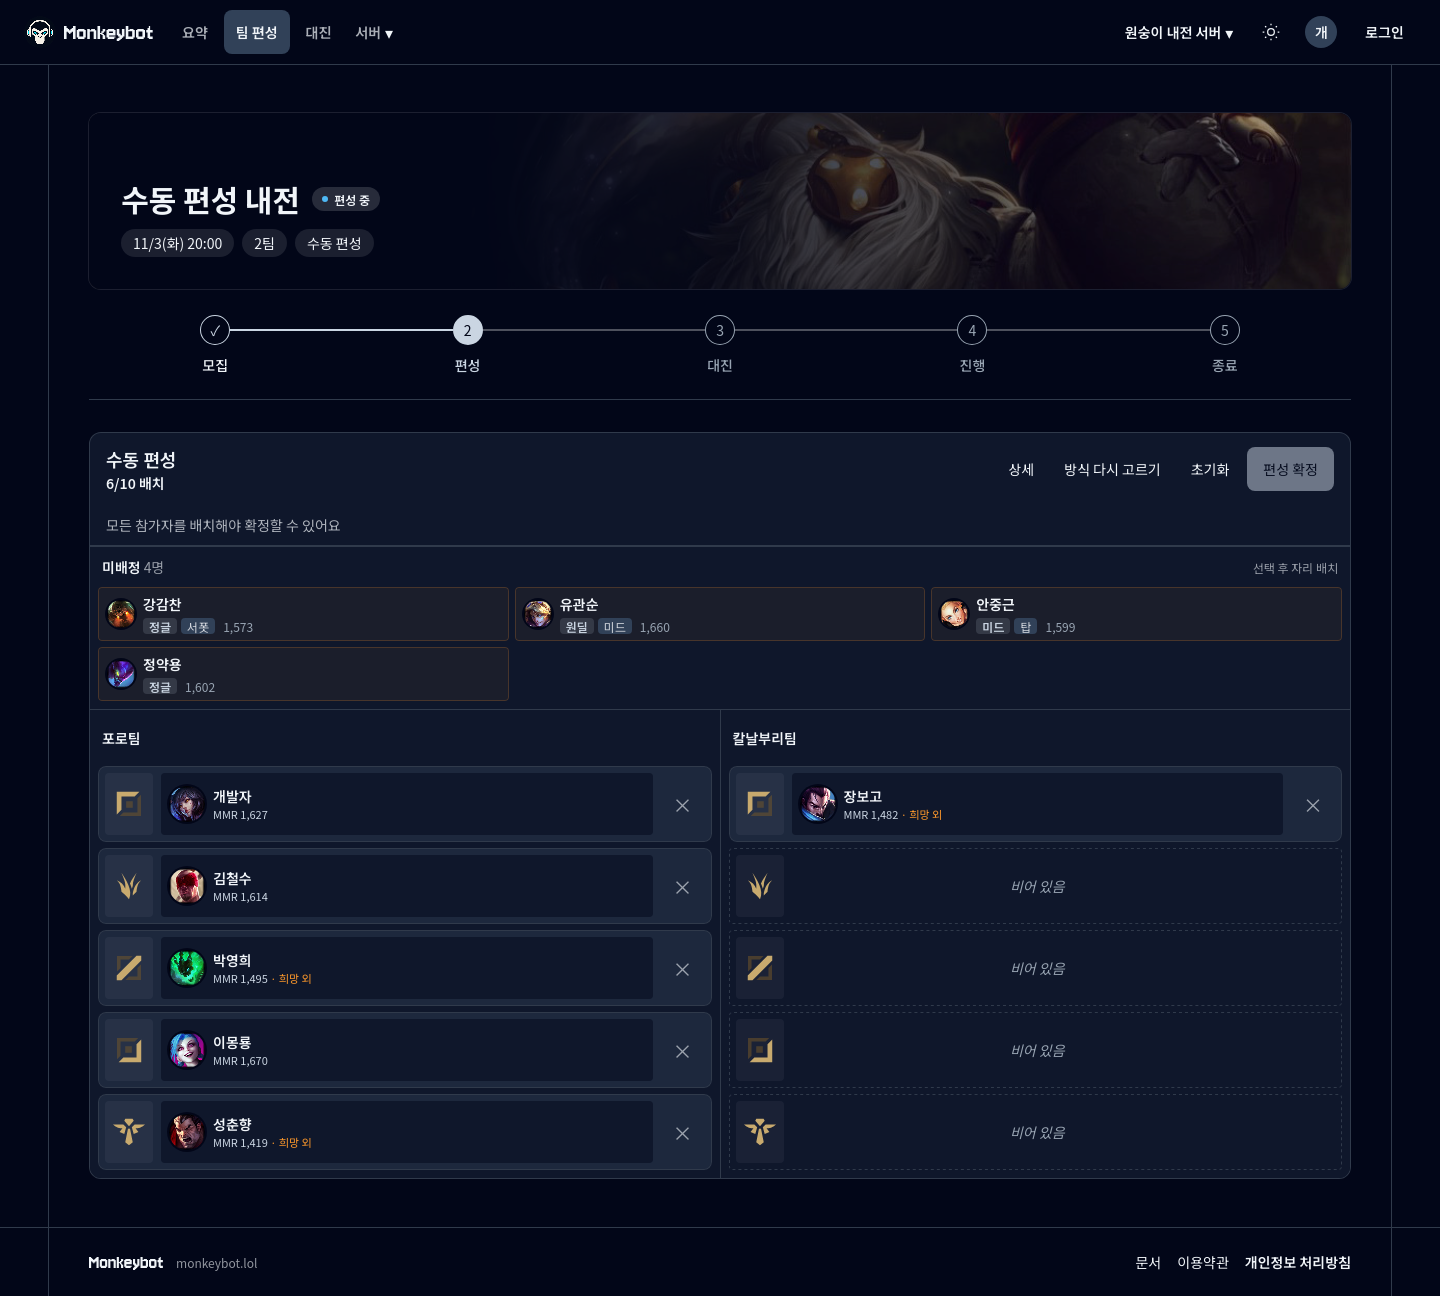 Monkeybot 요약 팀 편성 대진 서버 ▾ 원숭이 내전 서버 ▾ 개 로그인
수동 편성 내전 편성 중
11/3(화) 20:00 2팀 수동 편성
✓ 2 3 4 5
모집 편성 대진 진행 종료
수동 편성
6/10 배치
상세 방식 다시 고르기 초기화 편성 확정
모든 참가자를 배치해야 확정할 수 있어요
미배정 4명 선택 후 자리 배치
강감찬
정글 서폿 1,573
유관순
원딜 미드 1,660
안중근
미드 탑 1,599
정약용
정글 1,602
포로팀
개발자
MMR 1,627
김철수
MMR 1,614
박영희
MMR 1,495 · 희망 외
이몽룡
MMR 1,670
성춘향
MMR 1,419 · 희망 외
칼날부리팀
장보고
MMR 1,482 · 희망 외
비어 있음
비어 있음
비어 있음
비어 있음
Monkeybot monkeybot.lol 문서 이용약관 개인정보 처리방침